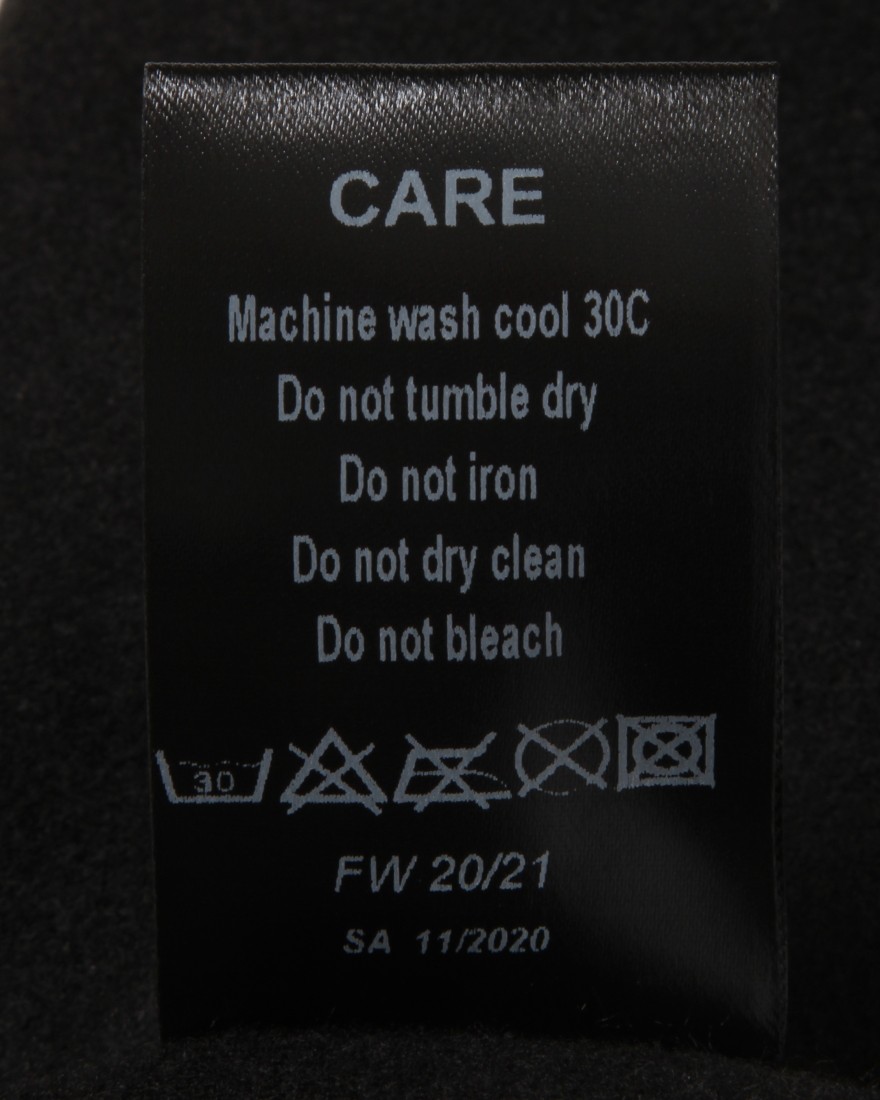 CARE
Machine wash cool 30C
Do not tumble dry
Do not iron
Do not dry clean
Do not bleach
30
FW 20/21
SA 11/2020